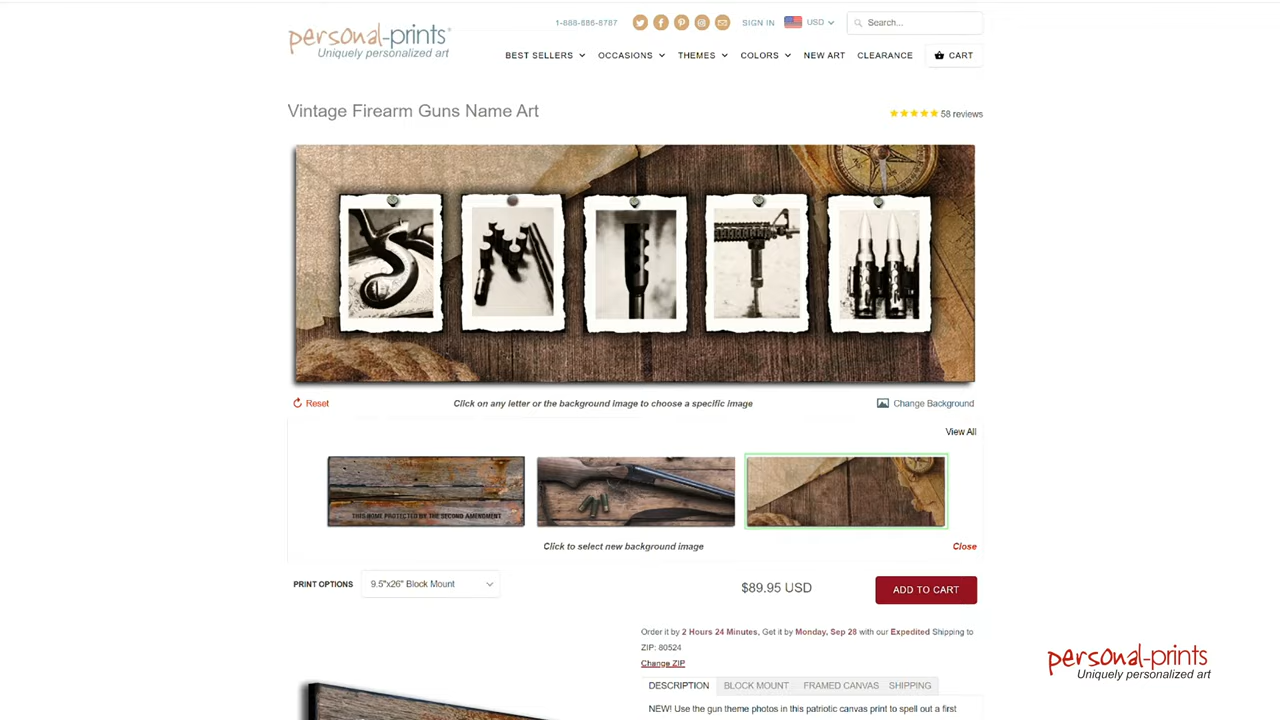 1-888-686-8787
SIGN IN
USD
Search...
personal-prints
Uniquely personalized art
BEST SELLERS
OCCASIONS
THEMES
COLORS
NEW ART
CLEARANCE
CART
Vintage Firearm Guns Name Art
58 reviews
SMITH
Reset
Click on any letter or the background image to choose a specific image
Change Background
View All
THIS HOME PROTECTED BY THE SECOND AMENDMENT
Click to select new background image
Close
PRINT OPTIONS
9.5"x26" Block Mount
$89.95 USD
ADD TO CART
Order it by 2 Hours 24 Minutes, Get it by Monday, Sep 28 with our Expedited Shipping to
ZIP: 80524
Change ZIP
DESCRIPTION
BLOCK MOUNT
FRAMED CANVAS
SHIPPING
NEW! Use the gun theme photos in this patriotic canvas print to spell out a first
personal-prints
Uniquely personalized art